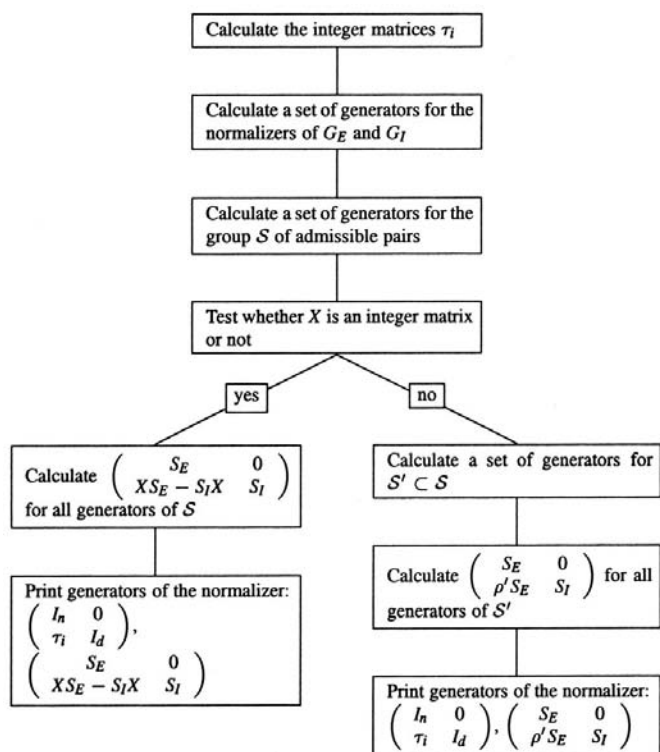 Calculate the integer matrices τᵢ
Calculate a set of generators for the
normalizers of G_E and G_I
Calculate a set of generators for the
group 𝒮 of admissible pairs
Test whether X is an integer matrix
or not
yes
no
Calculate ( S_E 0
XS_E − S_IX S_I )
for all generators of 𝒮
Print generators of the normalizer:
( I_n 0
τᵢ I_d ),
( S_E 0
XS_E − S_IX S_I )
Calculate a set of generators for
𝒮′ ⊂ 𝒮
Calculate ( S_E 0
ρ′S_E S_I ) for all
generators of 𝒮′
Print generators of the normalizer:
( I_n 0
τᵢ I_d ), ( S_E 0
ρ′S_E S_I )